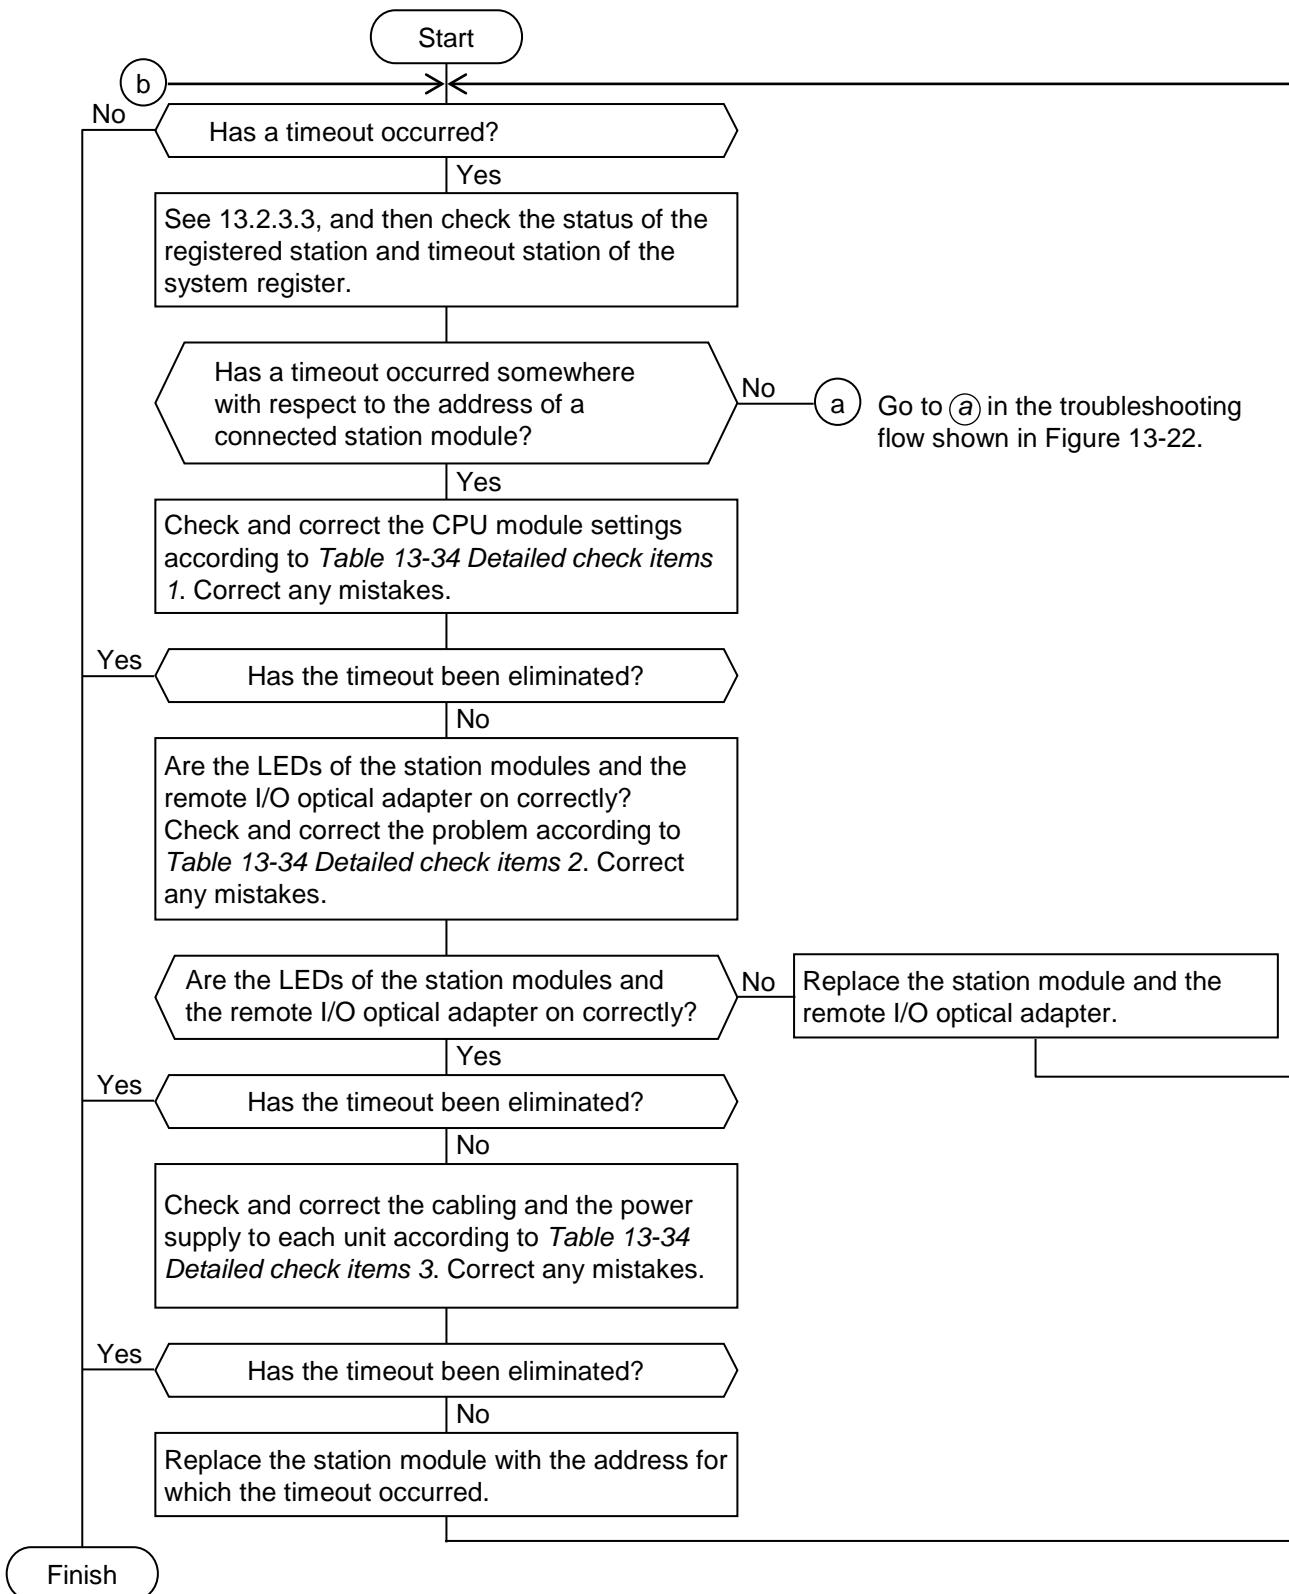 Start
b
No
Has a timeout occurred?
Yes
See 13.2.3.3, and then check the status of the
registered station and timeout station of the
system register.
Has a timeout occurred somewhere
with respect to the address of a
connected station module?
No
a
Go to a in the troubleshooting
flow shown in Figure 13-22.
Yes
Check and correct the CPU module settings
according to Table 13-34 Detailed check items
1. Correct any mistakes.
Yes
Has the timeout been eliminated?
No
Are the LEDs of the station modules and the
remote I/O optical adapter on correctly?
Check and correct the problem according to
Table 13-34 Detailed check items 2. Correct
any mistakes.
Are the LEDs of the station modules and
the remote I/O optical adapter on correctly?
No
Replace the station module and the
remote I/O optical adapter.
Yes
Yes
Has the timeout been eliminated?
No
Check and correct the cabling and the power
supply to each unit according to Table 13-34
Detailed check items 3. Correct any mistakes.
Yes
Has the timeout been eliminated?
No
Replace the station module with the address for
which the timeout occurred.
Finish